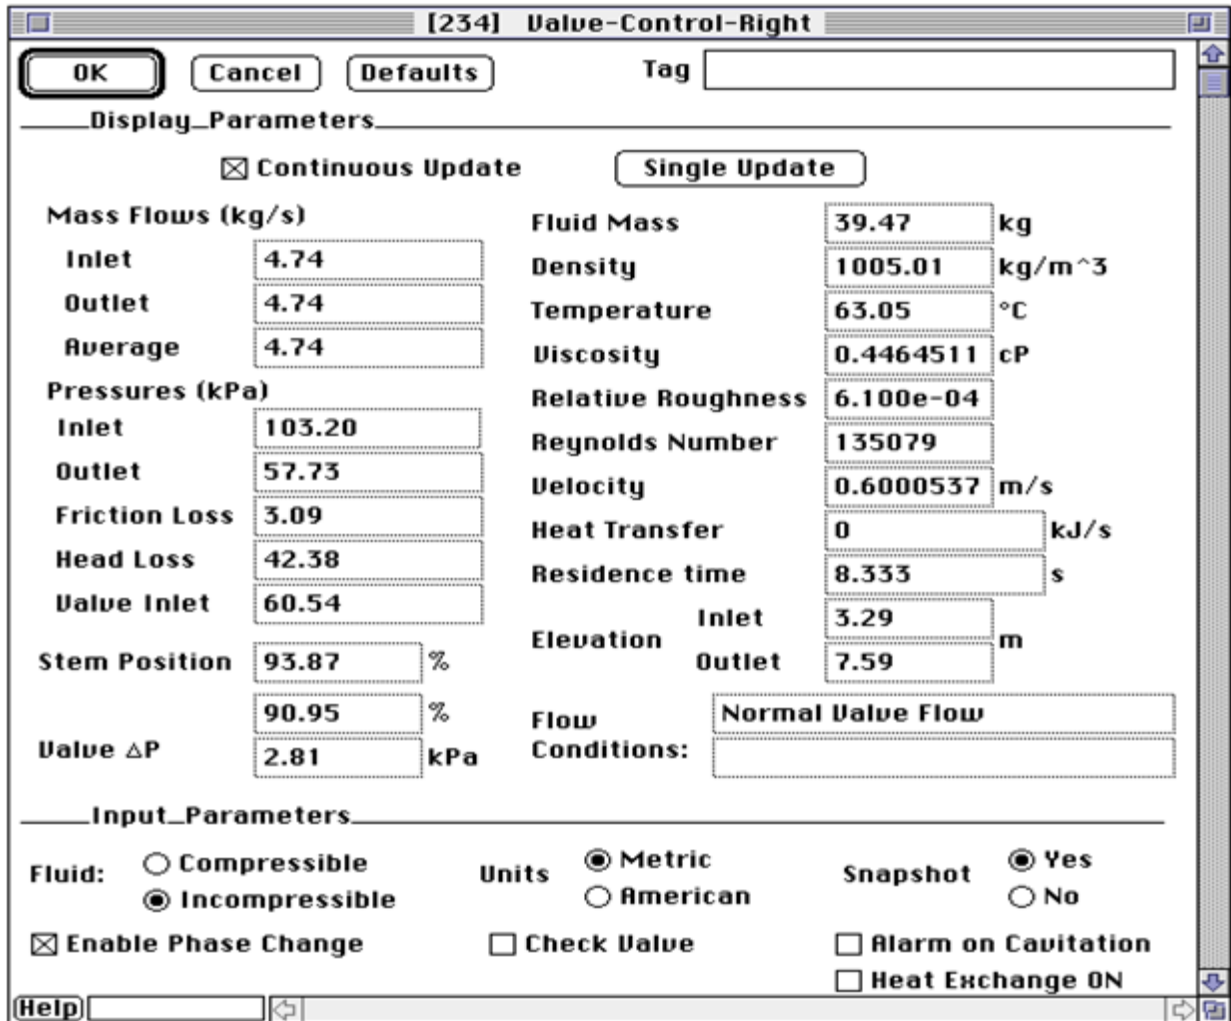 [234] Valve-Control-Right
OK Cancel Defaults Tag
Display_Parameters
Continuous Update Single Update
Mass Flows (kg/s)
Inlet 4.74
Outlet 4.74
Average 4.74
Pressures (kPa)
Inlet 103.20
Outlet 57.73
Friction Loss 3.09
Head Loss 42.38
Valve Inlet 60.54
Stem Position 93.87 %
90.95 %
Valve △P 2.81 kPa
Fluid Mass 39.47 kg
Density 1005.01 kg/m^3
Temperature 63.05 °C
Viscosity 0.4464511 cP
Relative Roughness 6.100e-04
Reynolds Number 135079
Velocity 0.6000537 m/s
Heat Transfer 0 kJ/s
Residence time 8.333 s
Elevation Inlet 3.29 m
Outlet 7.59
Flow Conditions: Normal Valve Flow
Input_Parameters
Fluid: Compressible Units Metric Snapshot Yes
Incompressible American No
Enable Phase Change Check Valve Alarm on Cavitation
Heat Exchange ON
Help